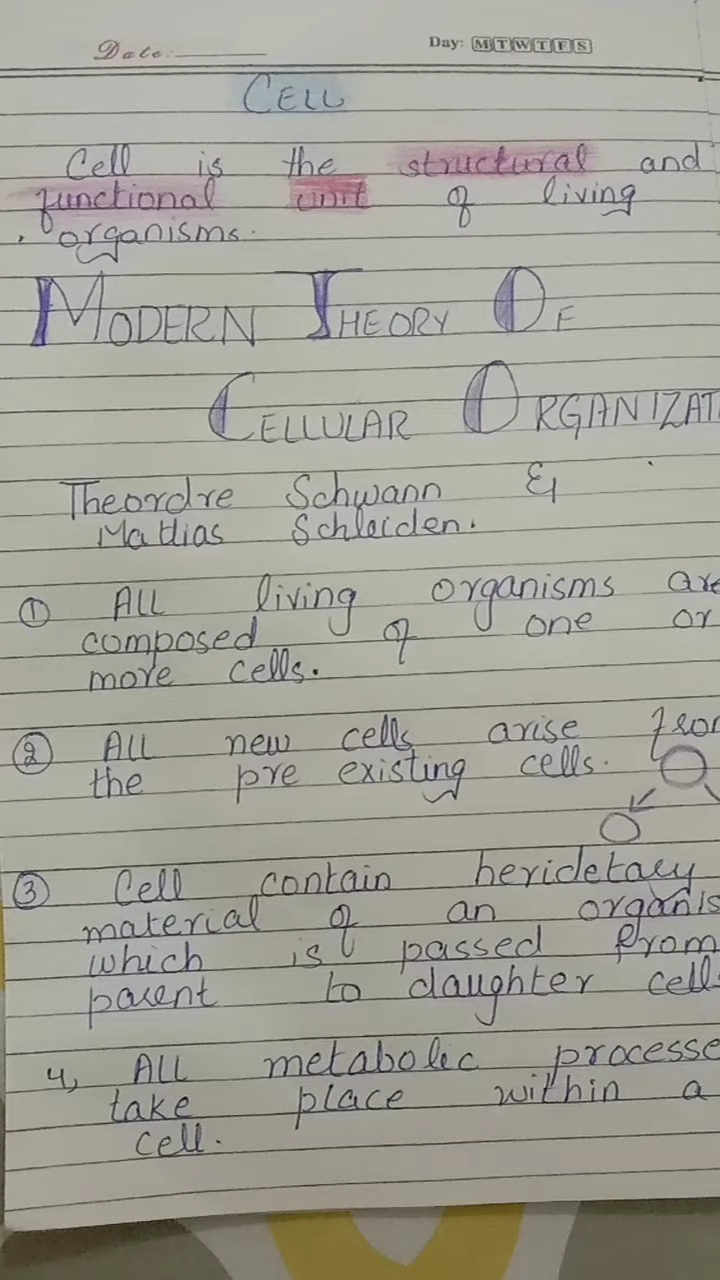 Date:
Day: M T W T F S
CELL
Cell is the structural and
functional unit of living
organisms.
MODERN THEORY OF
CELLULAR ORGANIZAT
Theordre Schwann &
Mattias Schleiden.
① All living organisms are
composed of one or
more cells.
② All new cells arise from
the pre existing cells.
③ Cell contain heridetary
material of an organis
which is passed from
parent to daughter cell
4, All metabolic processe
take place within a
cell.